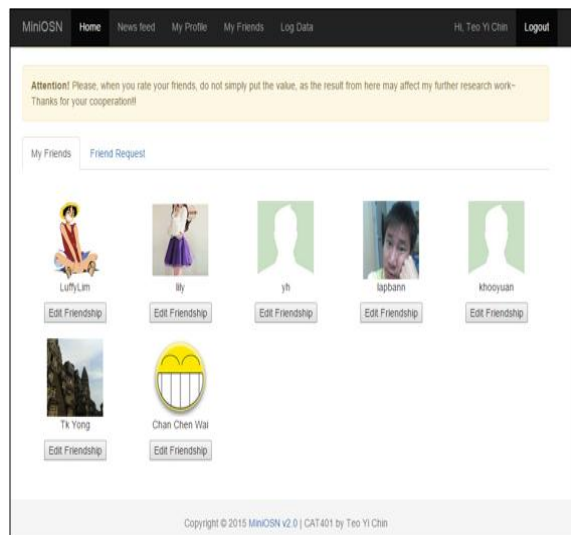 MiniOSN Home News feed My Profile My Friends Log Data Hi, Teo Yi Chin Logout
Attention! Please, when you rate your friends, do not simply put the value, as the result from here may affect my further research work~
Thanks for your cooperation!!!
My Friends Friend Request
LuffyLim lily yh lapbann khooyuan
Edit Friendship Edit Friendship Edit Friendship Edit Friendship Edit Friendship
Tk Yong Chan Chen Wai
Edit Friendship Edit Friendship
Copyright © 2015 MiniOSN v2.0 | CAT401 by Teo Yi Chin